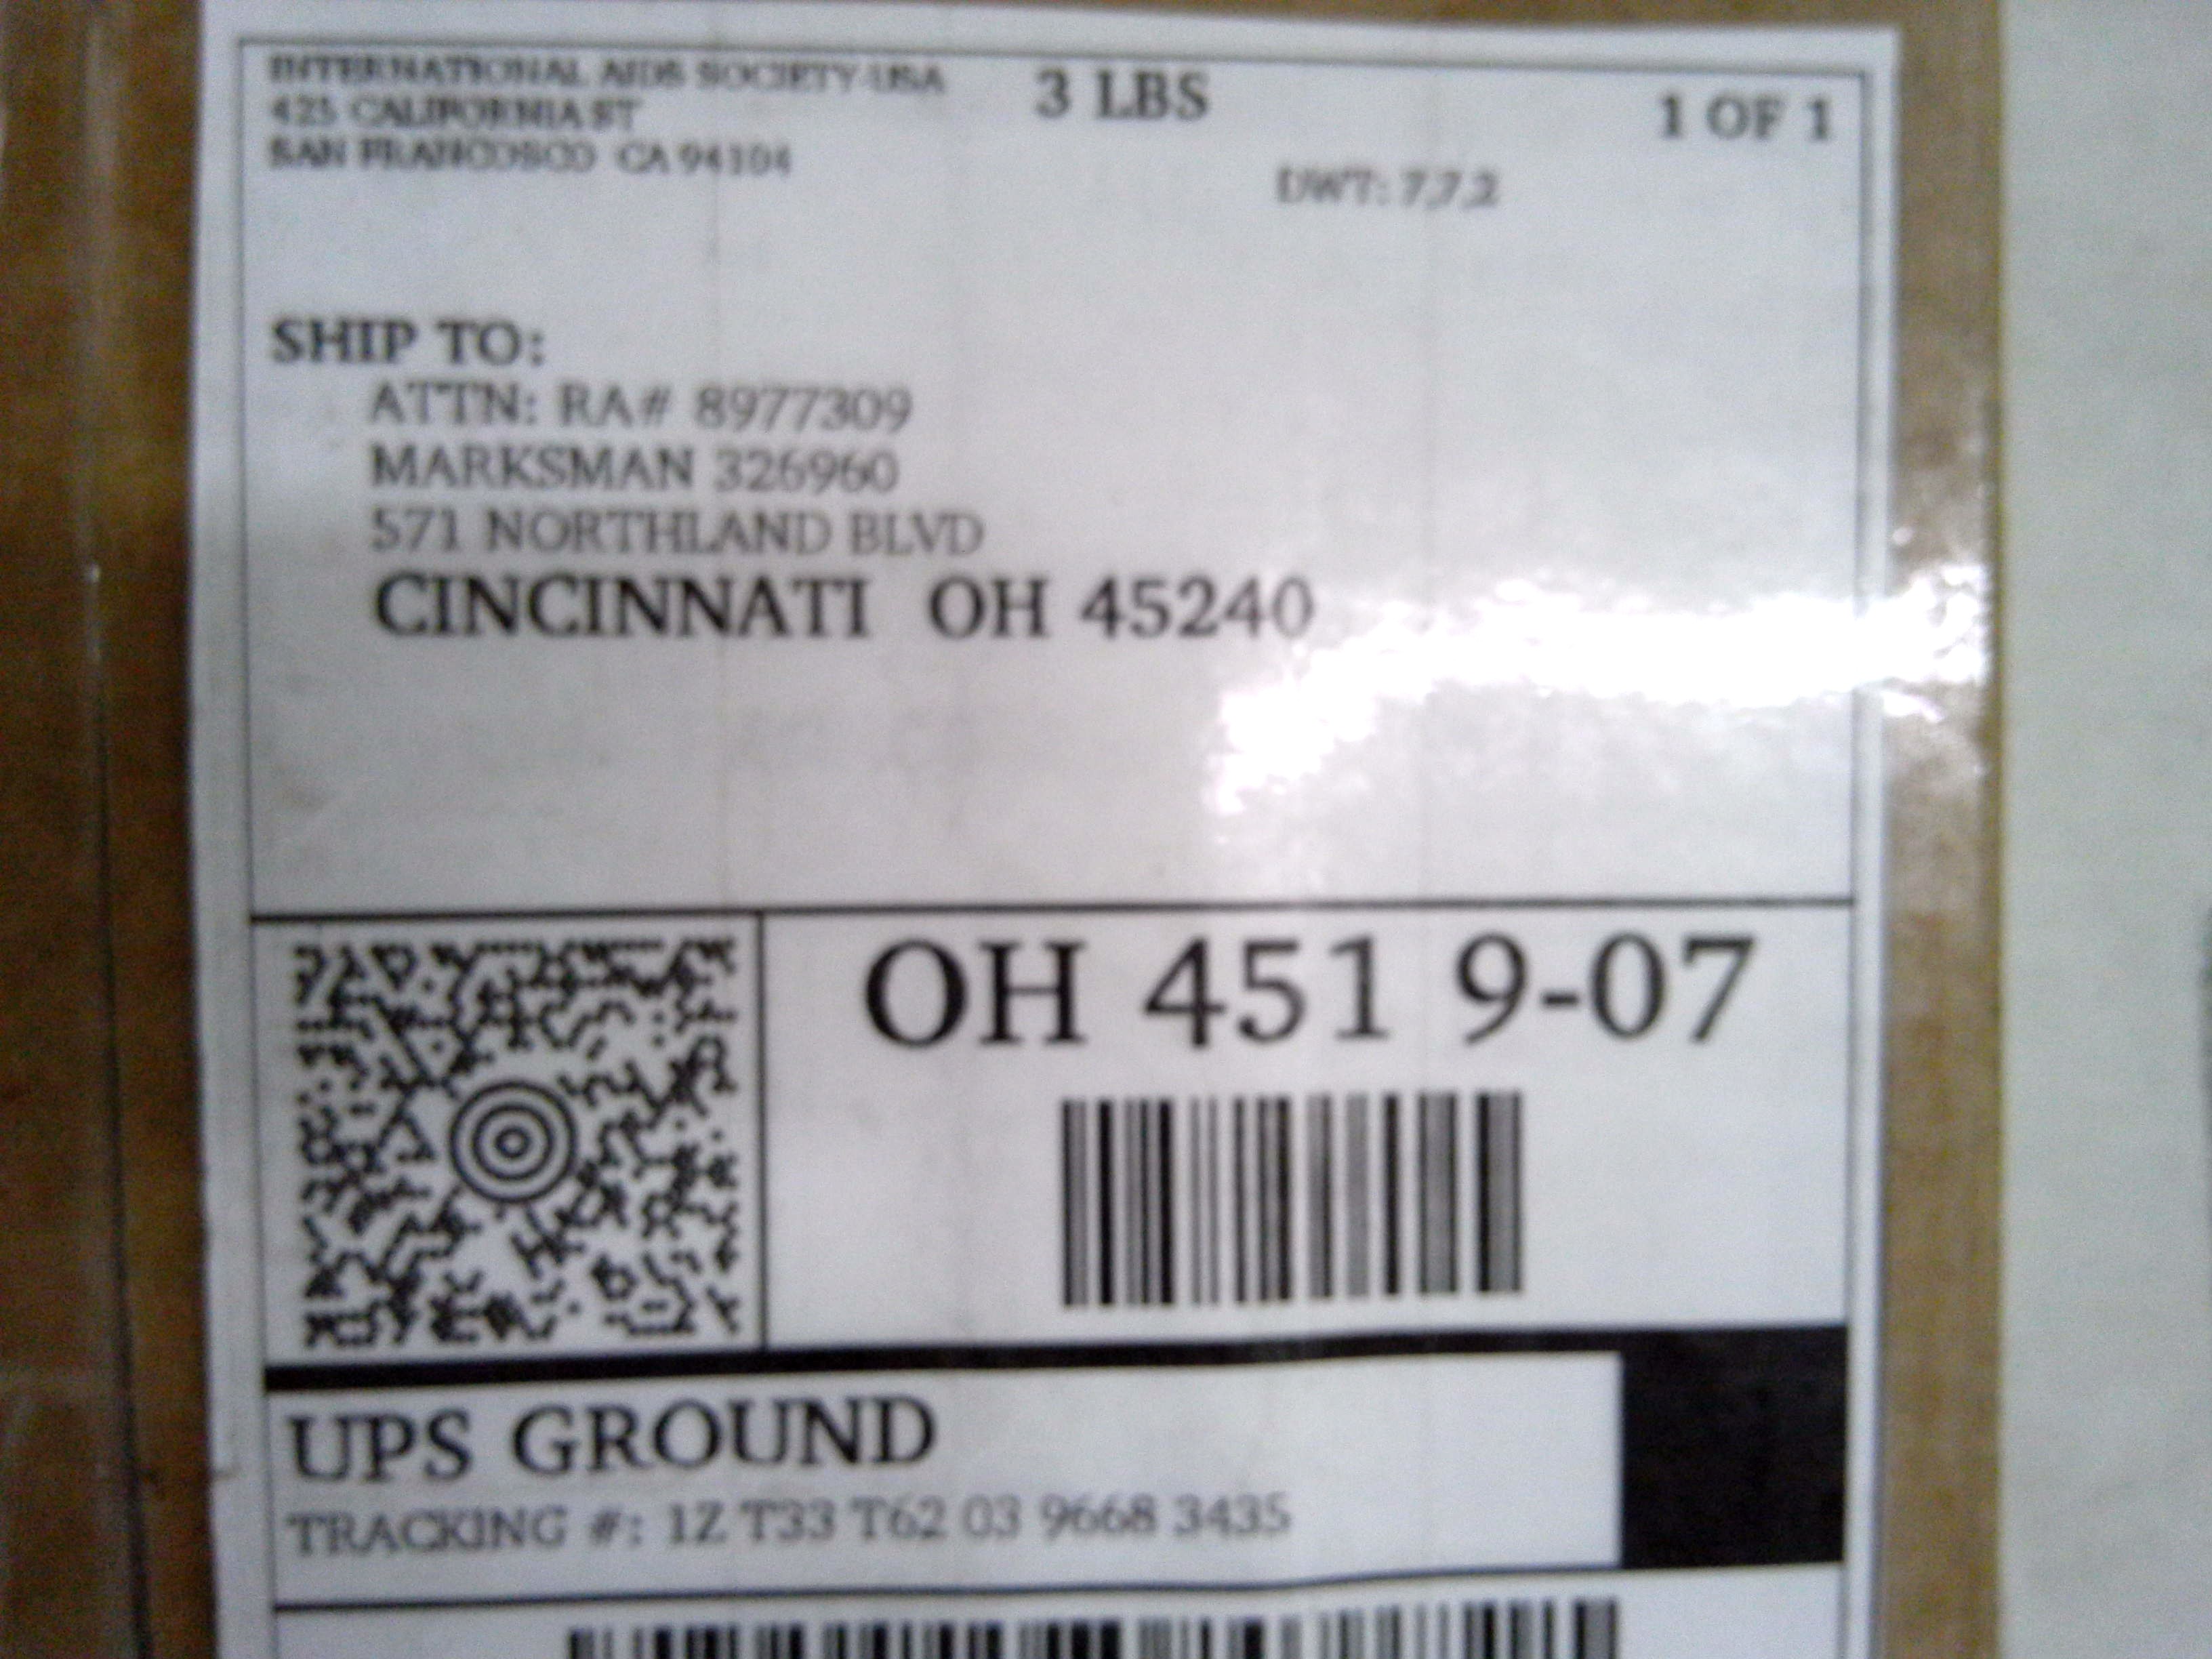 INTERNATIONAL AIDS SOCIETY-USA
425 CALIFORNIA ST
SAN FRANCOSCO CA 94104
3 LBS
1 OF 1
DWT: 7,7,2
SHIP TO:
ATTN: RA# 8977309
MARKSMAN 326960
571 NORTHLAND BLVD
CINCINNATI OH 45240
OH 451 9-07
UPS GROUND
TRACKING #: 1Z T33 T62 03 9668 3435